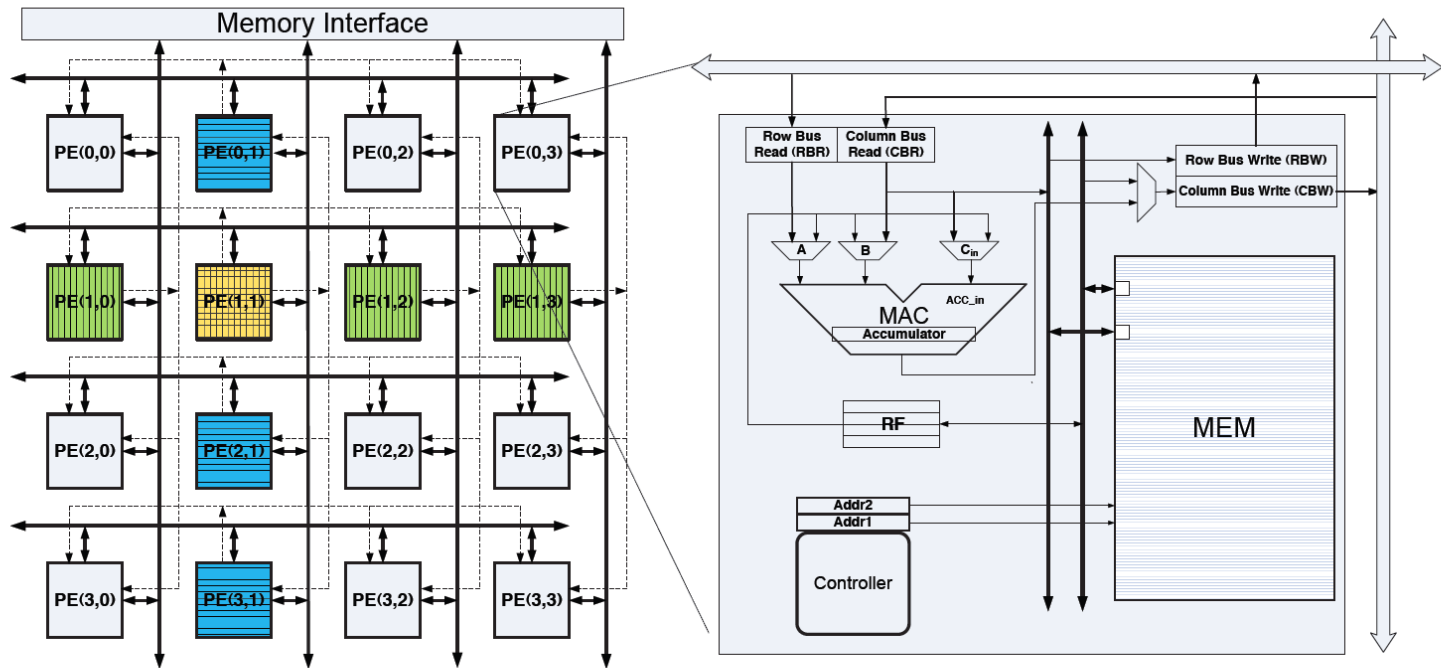 Memory Interface
PE(0,0)
PE(0,1)
PE(0,2)
PE(0,3)
PE(1,0)
PE(1,1)
PE(1,2)
PE(1,3)
PE(2,0)
PE(2,1)
PE(2,2)
PE(2,3)
PE(3,0)
PE(3,1)
PE(3,2)
PE(3,3)
Row Bus
Read (RBR)
Column Bus
Read (CBR)
Row Bus Write (RBW)
Column Bus Write (CBW)
A
B
Cin
ACC_in
MAC
Accumulator
RF
MEM
Addr2
Addr1
Controller